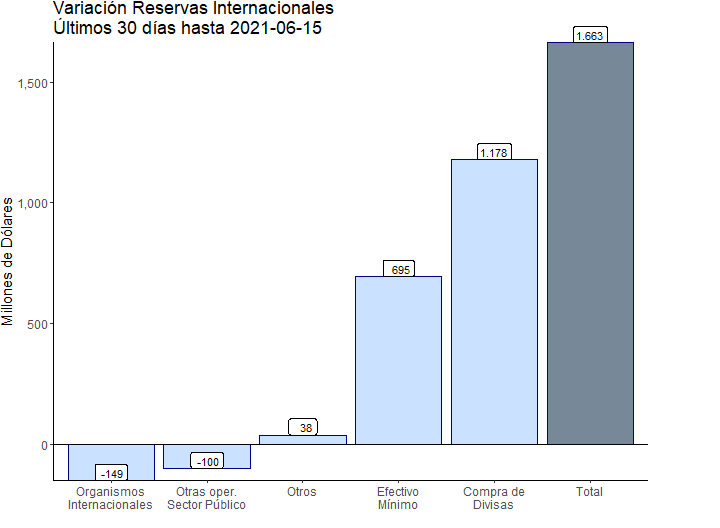 Variación Reservas Internacionales
Últimos 30 días hasta 2021-06-15
Millones de Dólares
1,500
1,000
500
0
-149
-100
38
695
1.178
1.663
Organismos
Internacionales
Otras oper.
Sector Público
Otros
Efectivo
Mínimo
Compra de
Divisas
Total